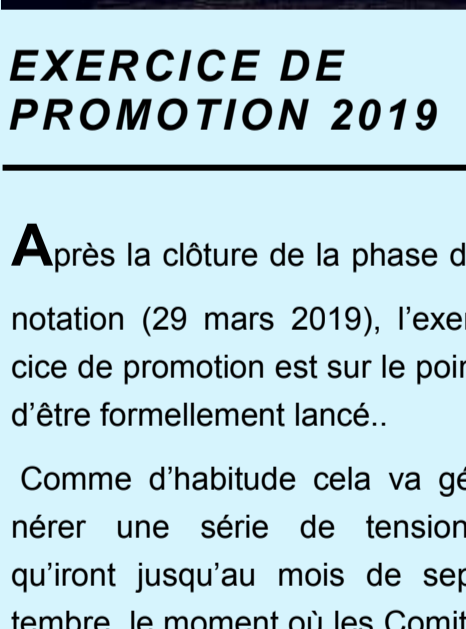 EXERCICE DE
PROMOTION 2019
Après la clôture de la phase d
notation (29 mars 2019), l'exer
cice de promotion est sur le poin
d'être formellement lancé..
Comme d'habitude cela va gé
nérer une série de tension
qu'iront jusqu'au mois de sep
tembre, le moment où les Comit